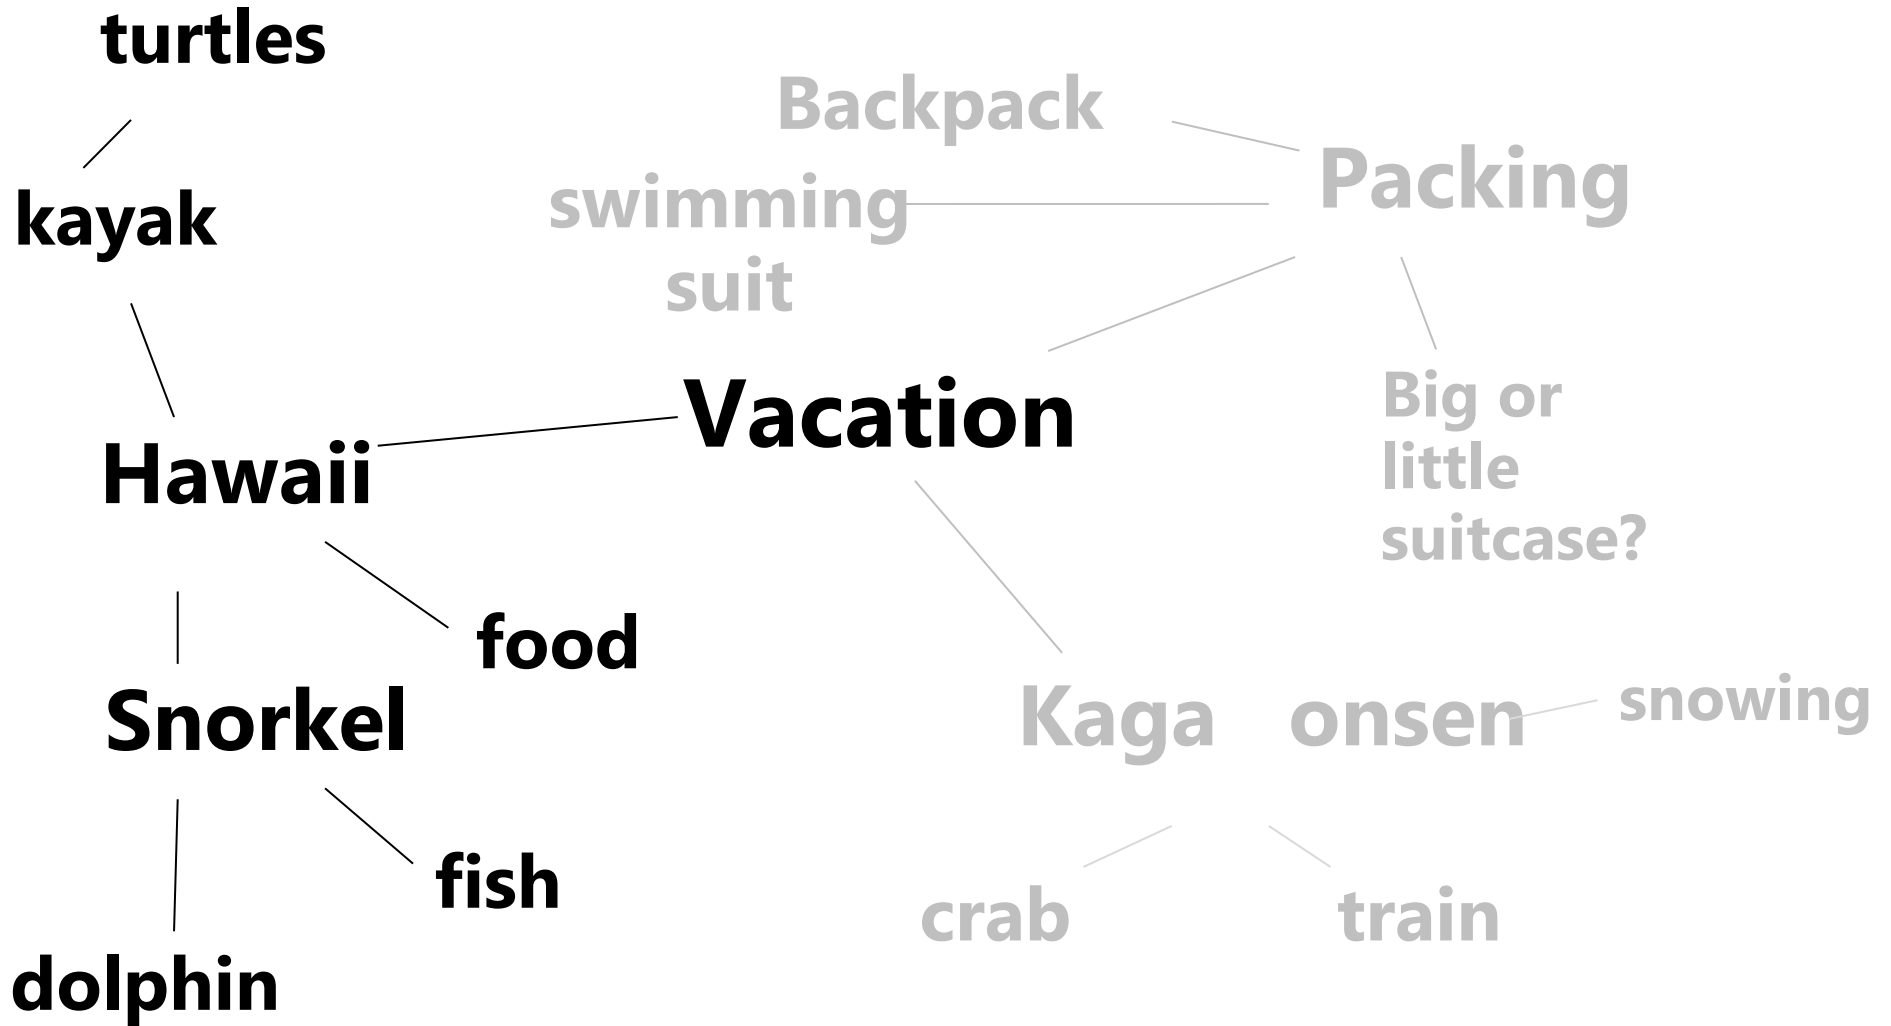 turtles
Backpack
Packing
kayak
swimming
suit
Vacation
Big or
little
suitcase?
Hawaii
food
Snorkel
Kaga onsen
snowing
fish
crab
train
dolphin